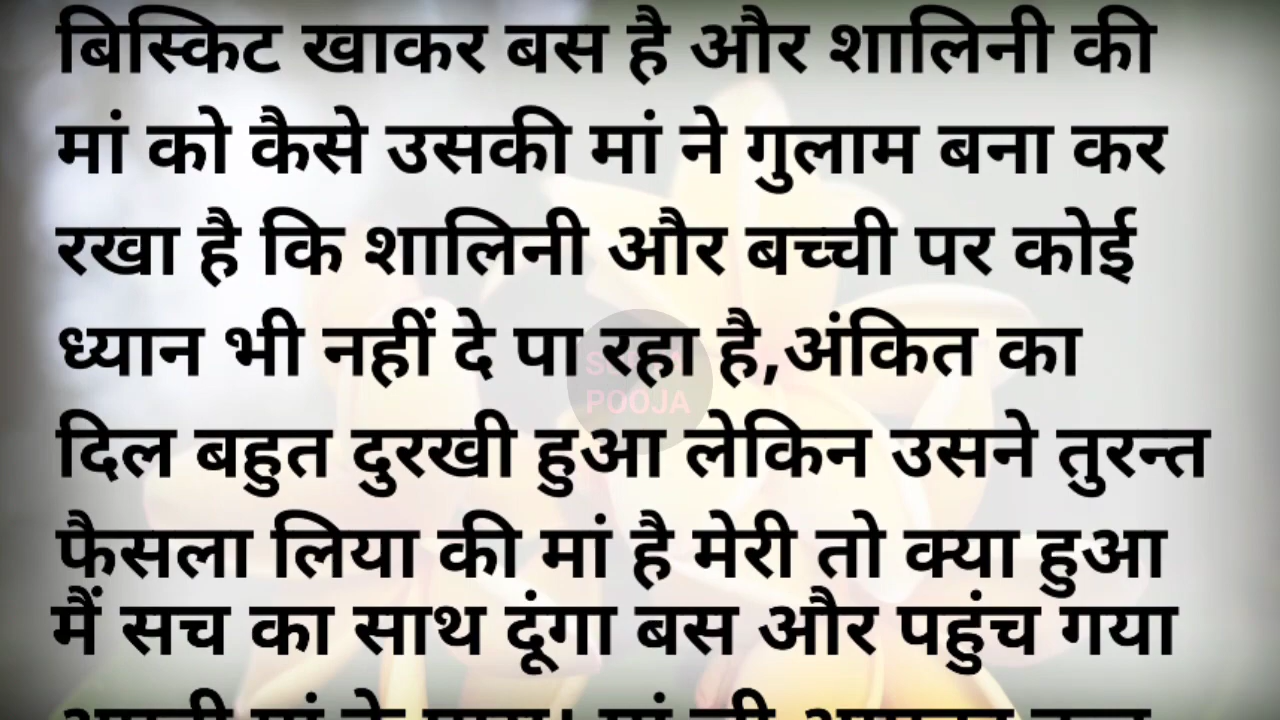 बिस्किट खाकर बस है और शालिनी की
मां को कैसे उसकी मां ने गुलाम बना कर
रखा है कि शालिनी और बच्ची पर कोई
ध्यान भी नहीं दे पा रहा है,अंकित का
दिल बहुत दुरखी हुआ लेकिन उसने तुरन्त
फैसला लिया की मां है मेरी तो क्या हुआ
मैं सच का साथ दूंगा बस और पहुंच गया
POOJA